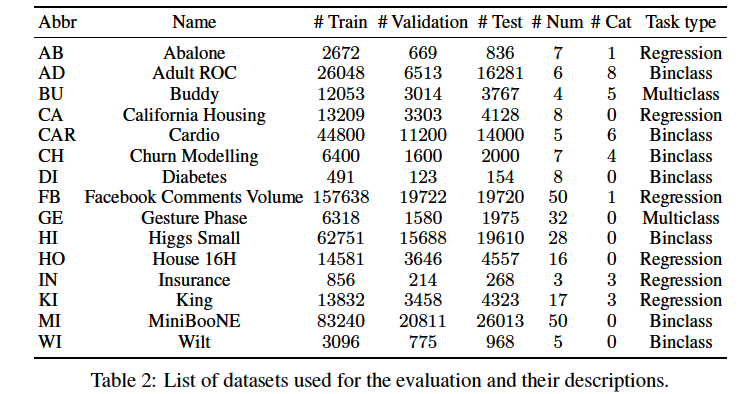 Abbr Name # Train # Validation # Test # Num # Cat Task type
AB Abalone 2672 669 836 7 1 Regression
AD Adult ROC 26048 6513 16281 6 8 Binclass
BU Buddy 12053 3014 3767 4 5 Multiclass
CA California Housing 13209 3303 4128 8 0 Regression
CAR Cardio 44800 11200 14000 5 6 Binclass
CH Churn Modelling 6400 1600 2000 7 4 Binclass
DI Diabetes 491 123 154 8 0 Binclass
FB Facebook Comments Volume 157638 19722 19720 50 1 Regression
GE Gesture Phase 6318 1580 1975 32 0 Multiclass
HI Higgs Small 62751 15688 19610 28 0 Binclass
HO House 16H 14581 3646 4557 16 0 Regression
IN Insurance 856 214 268 3 3 Regression
KI King 13832 3458 4323 17 3 Regression
MI MiniBooNE 83240 20811 26013 50 0 Binclass
WI Wilt 3096 775 968 5 0 Binclass
Table 2: List of datasets used for the evaluation and their descriptions.